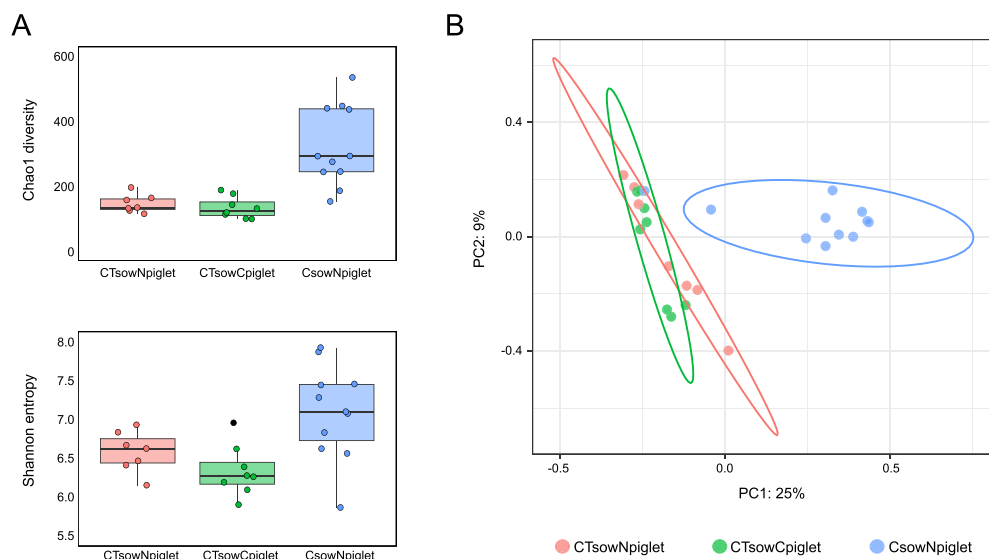 A
B
Chao1 diversity
600
400
200
0
CTsowNpiglet CTsowCpiglet CsowNpiglet
Shannon entropy
8.0
7.5
7.0
6.5
6.0
5.5
CTsowNpiglet CTsowCpiglet CsowNpiglet
PC2: 9%
0.4
0.0
-0.4
-0.5 0.0 0.5
PC1: 25%
CTsowNpiglet CTsowCpiglet CsowNpiglet